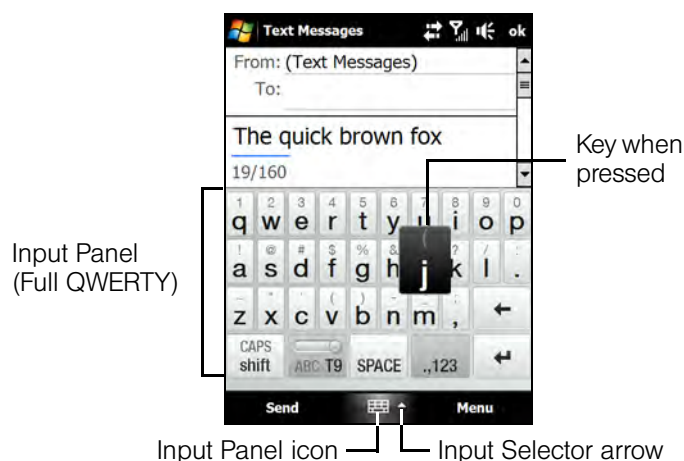 Text Messages ok
From: (Text Messages)
To:
The quick brown fox
19/160
Key when
pressed
1 2 3 4 5 6 7 8 9 0
q w e r t y u i o p
Input Panel
(Full QWERTY)
! @ # $ % & ( ? /
a s d f g h j k l .
( ) ;
z x c v b n m ,
CAPS
shift ABC T9 SPACE .,123
Send Menu
Input Panel icon Input Selector arrow